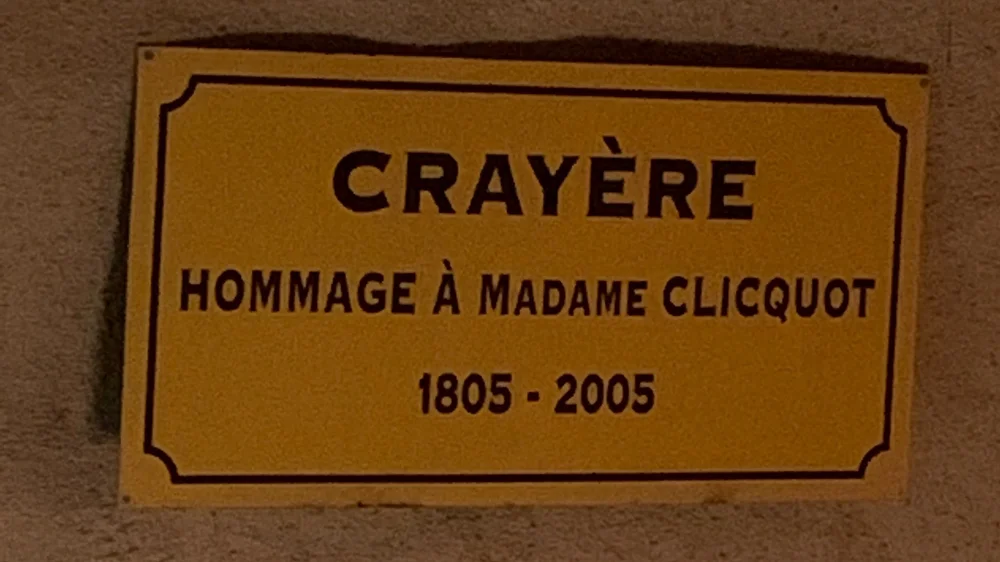 CRAYÈRE
HOMMAGE À MADAME CLICQUOT
1805 - 2005